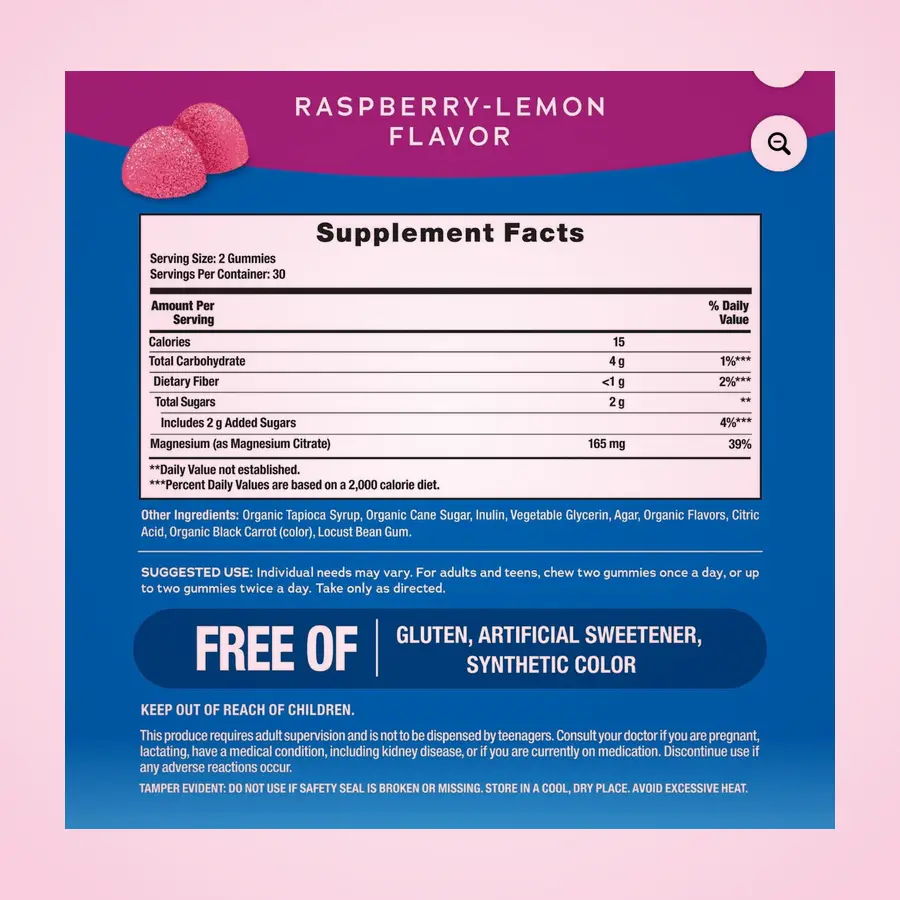 RASPBERRY-LEMON
FLAVOR
Supplement Facts
Serving Size: 2 Gummies
Servings Per Container: 30
Amount Per Serving % Daily Value
Calories 15
Total Carbohydrate 4 g 1%***
Dietary Fiber <1 g 2%***
Total Sugars 2 g **
Includes 2 g Added Sugars 4%***
Magnesium (as Magnesium Citrate) 165 mg 39%
**Daily Value not established.
***Percent Daily Values are based on a 2,000 calorie diet.
Other Ingredients: Organic Tapioca Syrup, Organic Cane Sugar, Inulin, Vegetable Glycerin, Agar, Organic Flavors, Citric
Acid, Organic Black Carrot (color), Locust Bean Gum.
SUGGESTED USE: Individual needs may vary. For adults and teens, chew two gummies once a day, or up
to two gummies twice a day. Take only as directed.
FREE OF
GLUTEN, ARTIFICIAL SWEETENER,
SYNTHETIC COLOR
KEEP OUT OF REACH OF CHILDREN.
This produce requires adult supervision and is not to be dispensed by teenagers. Consult your doctor if you are pregnant,
lactating, have a medical condition, including kidney disease, or if you are currently on medication. Discontinue use if
any adverse reactions occur.
TAMPER EVIDENT: DO NOT USE IF SAFETY SEAL IS BROKEN OR MISSING. STORE IN A COOL, DRY PLACE. AVOID EXCESSIVE HEAT.